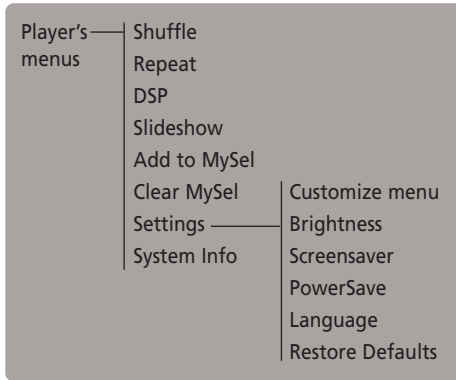 Player's
menus
Shuffle
Repeat
DSP
Slideshow
Add to MySel
Clear MySel
Settings
System Info
Customize menu
Brightness
Screensaver
PowerSave
Language
Restore Defaults